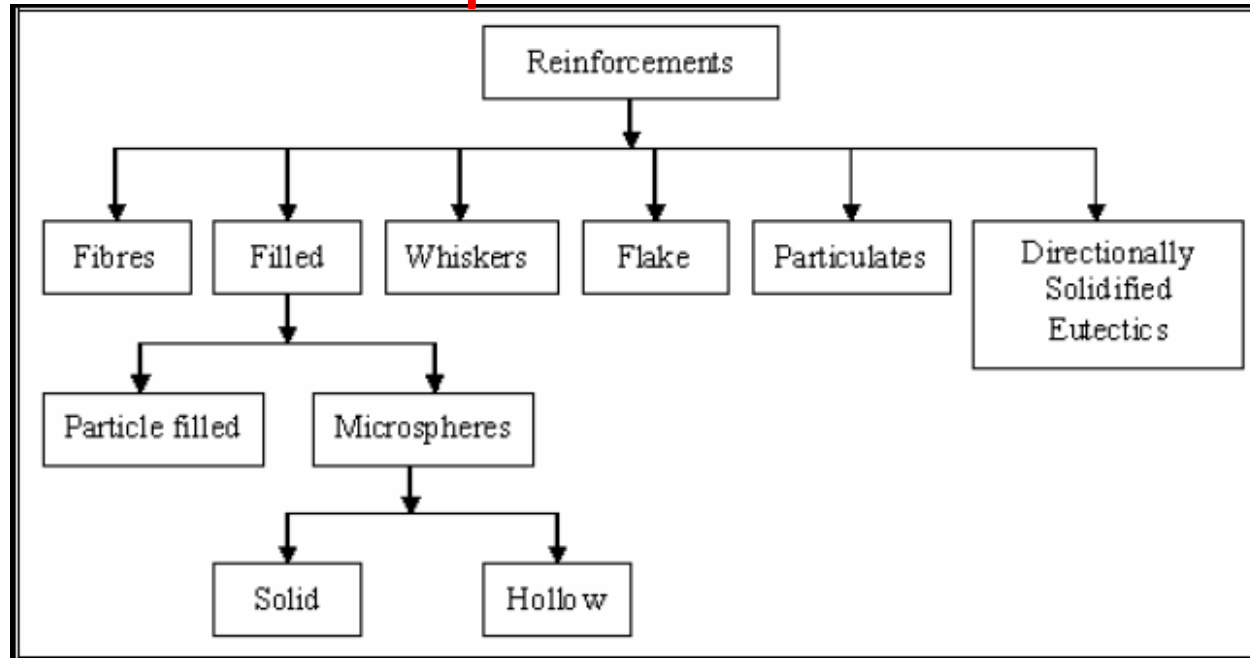 Reinforcements
Fibres
Filled
Whiskers
Flake
Particulates
Directionally
Solidified
Eutectics
Particle filled
Microspheres
Solid
Hollow